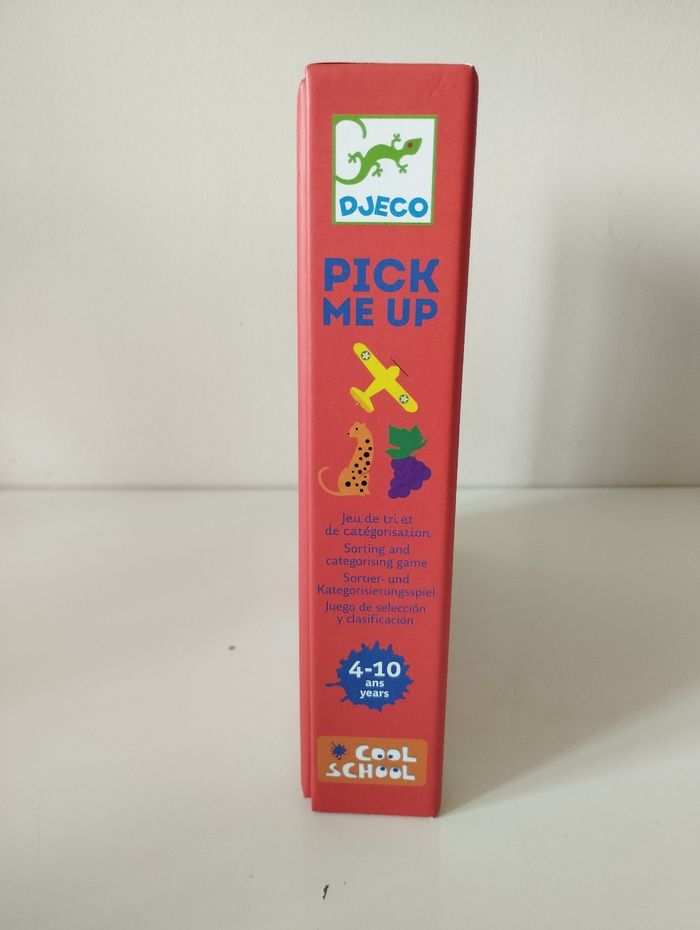 DJECO
PICK
ME UP
Jeu de tri et
de catégorisation
Sorting and
categorising game
Sortier- und
Kategorisierungsspiel
Juego de selección
y clasificación
4-10
ans
years
COOL
SCHOOL